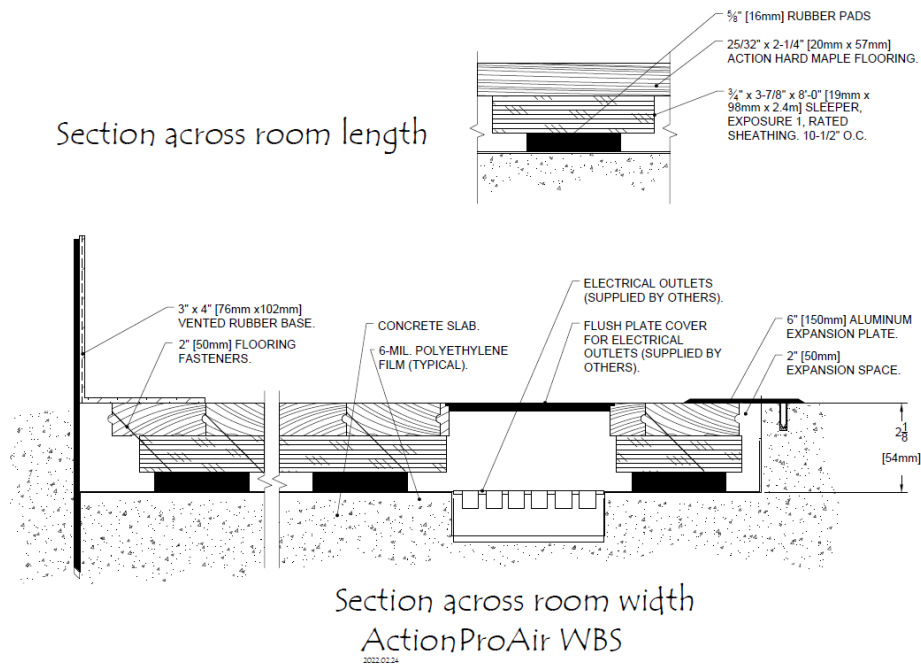 ⅝" [16mm] RUBBER PADS
25/32" x 2-1/4" [20mm x 57mm]
ACTION HARD MAPLE FLOORING.
¾" x 3-7/8" x 8'-0" [19mm x
98mm x 2.4m] SLEEPER,
EXPOSURE 1, RATED
SHEATHING. 10-1/2" O.C.
Section across room length
3" x 4" [76mm x102mm]
VENTED RUBBER BASE.
2" [50mm] FLOORING
FASTENERS.
CONCRETE SLAB.
6-MIL. POLYETHYLENE
FILM (TYPICAL).
ELECTRICAL OUTLETS
(SUPPLIED BY OTHERS).
FLUSH PLATE COVER
FOR ELECTRICAL
OUTLETS (SUPPLIED BY
OTHERS).
6" [150mm] ALUMINUM
EXPANSION PLATE.
2" [50mm]
EXPANSION SPACE.
2⅛
[54mm]
Section across room width
ActionProAir WBS
2022.02.24